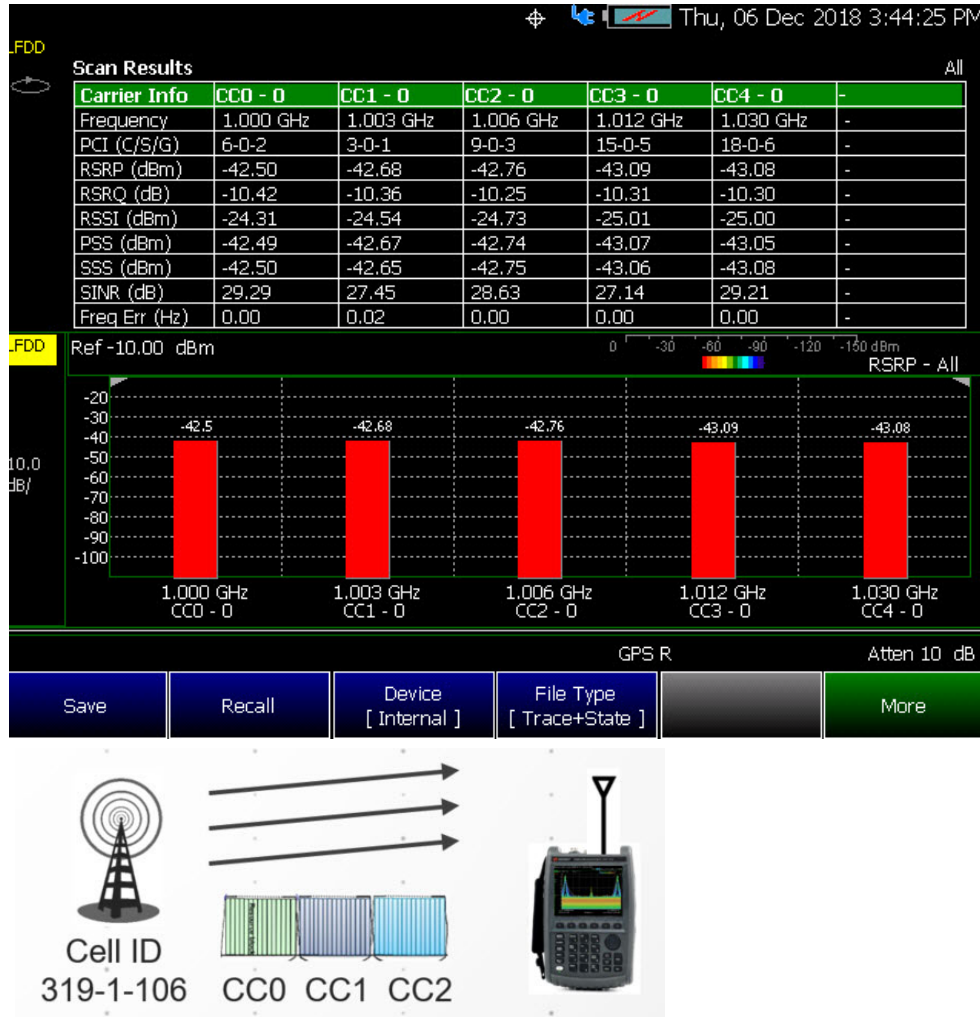 Thu, 06 Dec 2018 3:44:25 PM
LFDD
Scan Results All
Carrier Info CC0 - 0 CC1 - 0 CC2 - 0 CC3 - 0 CC4 - 0 -
Frequency 1.000 GHz 1.003 GHz 1.006 GHz 1.012 GHz 1.030 GHz -
PCI (C/S/G) 6-0-2 3-0-1 9-0-3 15-0-5 18-0-6 -
RSRP (dBm) -42.50 -42.68 -42.76 -43.09 -43.08 -
RSRQ (dB) -10.42 -10.36 -10.25 -10.31 -10.30 -
RSSI (dBm) -24.31 -24.54 -24.73 -25.01 -25.00 -
PSS (dBm) -42.49 -42.67 -42.74 -43.07 -43.05 -
SSS (dBm) -42.50 -42.65 -42.75 -43.06 -43.08 -
SINR (dB) 29.29 27.45 28.63 27.14 29.21 -
Freq Err (Hz) 0.00 0.02 0.00 0.00 0.00 -
LFDD Ref -10.00 dBm 0 -30 -60 -90 -120 -150 dBm
RSRP - All
-20
-30
-40
-50
-60
-70
-80
-90
-100
10.0
dB/
-42.5 -42.68 -42.76 -43.09 -43.08
1.000 GHz 1.003 GHz 1.006 GHz 1.012 GHz 1.030 GHz
CC0 - 0 CC1 - 0 CC2 - 0 CC3 - 0 CC4 - 0
GPS R Atten 10 dB
Save Recall Device File Type More
[ Internal ] [ Trace+State ]
Cell ID
319-1-106 CC0 CC1 CC2